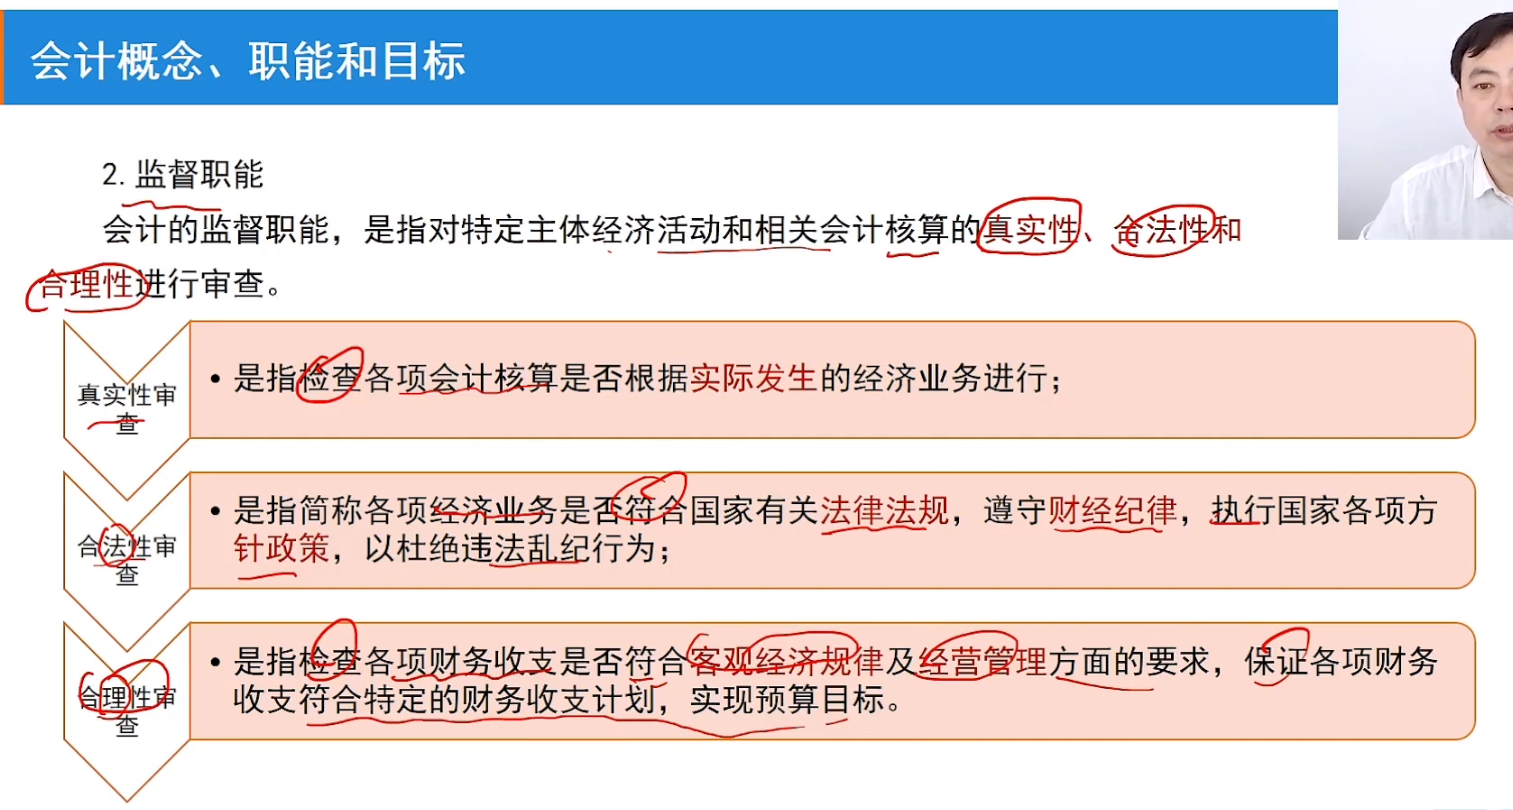 会计概念、职能和目标
2. 监督职能
会计的监督职能，是指对特定主体经济活动和相关会计核算的真实性、合法性和
合理性进行审查。
真实性审
查
• 是指检查各项会计核算是否根据实际发生的经济业务进行；
合法性审
查
• 是指简称各项经济业务是否符合国家有关法律法规，遵守财经纪律，执行国家各项方
针政策，以杜绝违法乱纪行为；
合理性审
查
• 是指检查各项财务收支是否符合客观经济规律及经营管理方面的要求，保证各项财务
收支符合特定的财务收支计划，实现预算目标。